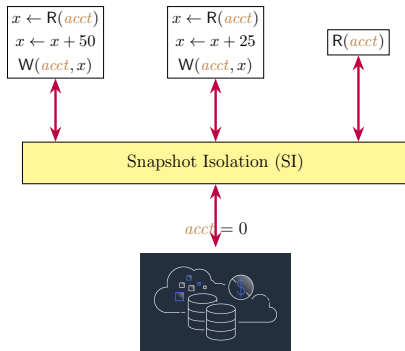 x ← R(acct)
x ← x + 50
W(acct, x)
x ← R(acct)
x ← x + 25
W(acct, x)
R(acct)
Snapshot Isolation (SI)
acct = 0
$